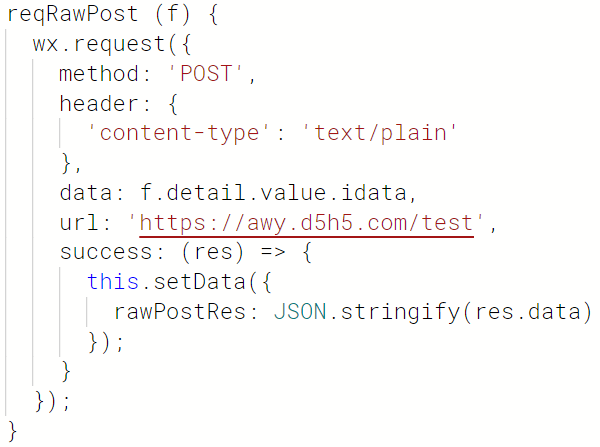 reqRawPost (f) {
  wx.request({
    method: 'POST',
    header: {
      'content-type': 'text/plain'
    },
    data: f.detail.value.idata,
    url: 'https://awy.d5h5.com/test',
    success: (res) => {
      this.setData({
        rawPostRes: JSON.stringify(res.data)
      });
    }
  });
}